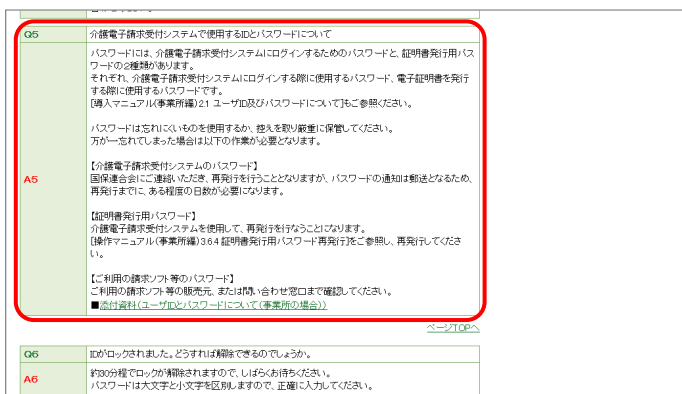 Q5 介護電子請求受付システムで使用するIDとパスワードについて
A5
パスワードには、介護電子請求受付システムにログインするためのパスワードと、証明書発行用パス
ワードの2種類があります。
それぞれ、介護電子請求受付システムにログインする際に使用するパスワード、電子証明書を発行
する際に使用するパスワードです。
[導入マニュアル(事業所編)2.1 ユーザID及びパスワードについて]もご参照ください。
パスワードは忘れにくいものを使用するか、控えを取り厳重に保管してください。
万が一忘れてしまった場合は以下の作業が必要となります。
【介護電子請求受付システムのパスワード】
国保連合会にご連絡いただき、再発行を行うこととなりますが、パスワードの通知は郵送となるため、
再発行までに、ある程度の日数が必要になります。
【証明書発行用パスワード】
介護電子請求受付システムを使用して、再発行を行なうことになります。
[操作マニュアル(事業所編)3.6.4 証明書発行用パスワード再発行]をご参照し、再発行してくださ
い。
【ご利用の請求ソフト等のパスワード】
ご利用の請求ソフト等の販売元、または問い合わせ窓口まで確認してください。
■添付資料(ユーザIDとパスワードについて(事業所の場合))
ページTOPへ
Q6 IDがロックされました。どうすれば解除できるのでしょうか。
A6
約30分程でロックが解除されますので、しばらくお待ちください。
パスワードは大文字と小文字を区別しますので、正確に入力してください。